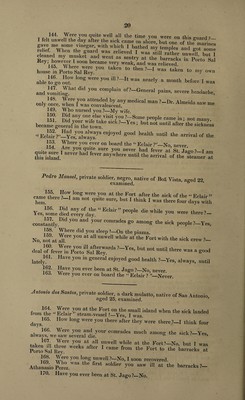 20
144. Were you quite well all the time you were on this guard?—
I felt unwell the day after the sick came on shore, but one of the marines
gave me some vinegar, with which I bathed my temples and got some
relief. When the guard was relieved I was still rather unwell, but I
cleaned my musket and went on sentry at the barracks to Porto Sal
Rey; however I soon became very weak, and was relieved.
145. Where were you taken to then?—I was taken to my own
house in Porto Sal Rey.
146. How long were you ill?—It was nearly a month before I was
able to go out.
147. What did you complain of?—General pains, severe headache,
and vomiting.
148. Were you attended by any medical man?—Dr. Almeida saw me
only once, when I was convalescent.
149. Who nursed you?—My wife.
150. Did any one else visit you?—Some people came in; not many.
151. Did your wife take sick?—Yes; but not until after the sickness
became general in the town.
152. Had you always enjoyed good health until the arrival of the
“Eclair?”—Yes, always.
153. Were you ever on board the “Eclair?”—No, never.
154. Are you quite sure you never had fever at St. Jago?—I am
quite sure I never had fever anywhere until the arrival of the steamer at
this island.
Pedro Manoel, private soldier, negro, native of Boa Vista, aged 22,
examined.
155. How long were you at the Fort after the sick of the “Eclair”
came there?—I am not quite sure, but I think I was there four days with
them.
156. Did any of the “Eclair” people die while you were there?—
Yes, some died every day.
157. Did you and your comrades go among the sick people?—Yes,
constantly.
158. Where did you sleep?—On the piazza.
159. Were you at all unwell while at the Fort with the sick crew?—
No, not at all.
160. Were you ill afterwards?—Yes, but not until there was a good
deal of fever in Porto Sal Rey.
161. Have you in general enjoyed good health?—Yes, always, until
lately.
162. Have you ever been at St. Jago?—No, never.
163. Were you ever on board the “Eclair?”—Never.
Antonio dos Santos, private soldier, a dark mulatto, native of San Antonio,
aged 23, examined.
164. Were you at the Fort on the small island when the sick landed
from the “Eclair” steam-vessel?—Yes, I was.
165. How long were you there after they were there?—I think four
days.
166. Were you and your comrades much among the sick?—Yes,
always, we saw several die.
167. Were you at all unwell while at the Fort?—No, but I was
taken ill three weeks after I came from the Fort to the barracks at
Porto Sal Rey.
168. Were you long unwell?—No, I soon recovered.
169. Who was the first soldier you saw ill at the barracks?—
Athanasio Peres.
170. Have you ever been at St. Jago?—No.